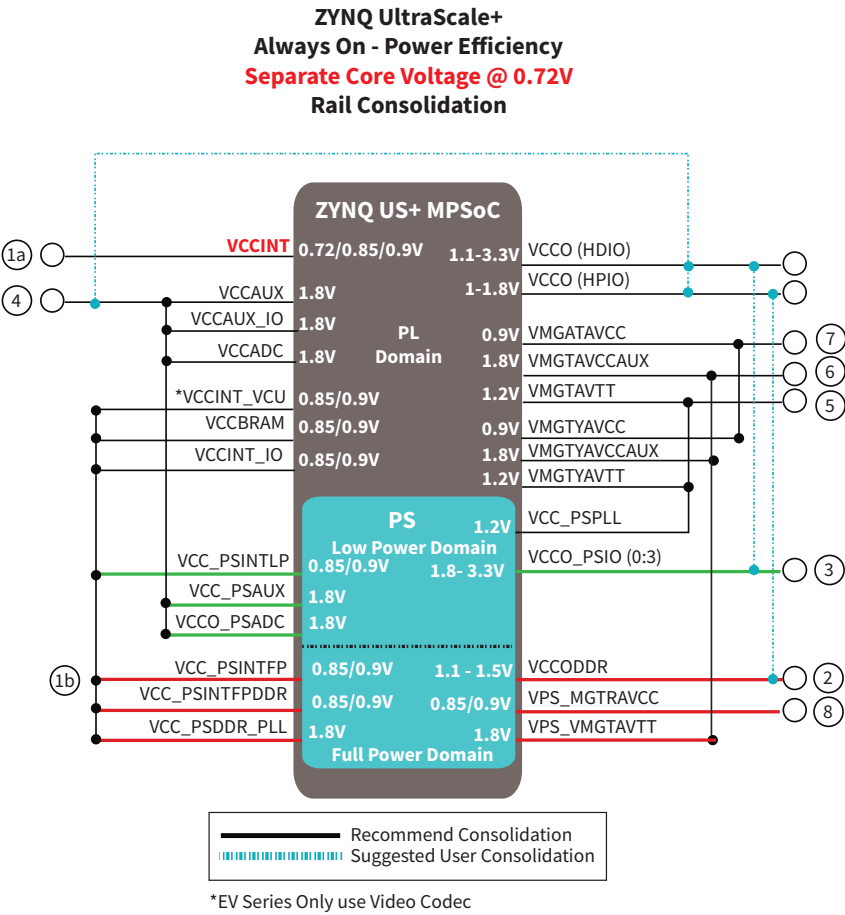 ZYNQ UltraScale+
Always On - Power Efficiency
Separate Core Voltage @ 0.72V
Rail Consolidation
ZYNQ US+ MPSoC
1a
VCCINT
0.72/0.85/0.9V
1.1-3.3V
VCCO (HDIO)
4
VCCAUX
1.8V
1-1.8V
VCCO (HPIO)
VCCAUX_IO
1.8V
PL
Domain
0.9V
VMGATAVCC
7
VCCADC
1.8V
1.8V
VMGTAVCCAUX
6
*VCCINT_VCU
0.85/0.9V
1.2V
VMGTAVTT
5
VCCBRAM
0.85/0.9V
0.9V
VMGTYAVCC
VCCINT_IO
0.85/0.9V
1.8V
VMGTYAVCCAUX
1.2V
VMGTYAVTT
PS
Low Power Domain
1.2V
VCC_PSPLL
VCC_PSINTLP
0.85/0.9V
1.8- 3.3V
VCCO_PSIO (0:3)
3
VCC_PSAUX
1.8V
VCCO_PSADC
1.8V
1b
VCC_PSINTFP
0.85/0.9V
1.1 - 1.5V
VCCODDR
2
VCC_PSINTFPDDR
0.85/0.9V
0.85/0.9V
VPS_MGTRAVCC
8
VCC_PSDDR_PLL
1.8V
1.8V
VPS_VMGTAVTT
Full Power Domain
Recommend Consolidation
Suggested User Consolidation
*EV Series Only use Video Codec